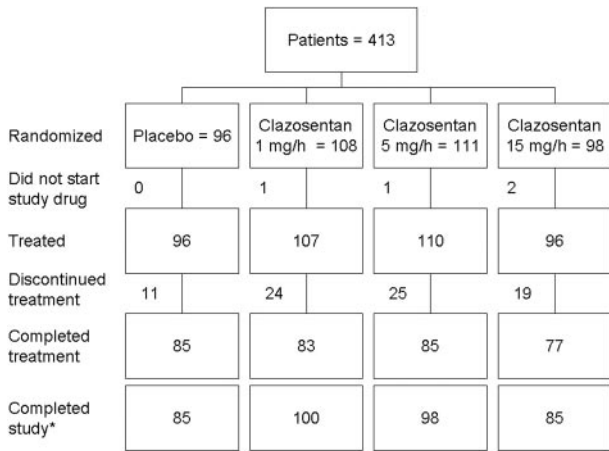 Patients = 413
Randomized
Placebo = 96
Clazosentan
1 mg/h = 108
Clazosentan
5 mg/h = 111
Clazosentan
15 mg/h = 98
Did not start
study drug
0
1
1
2
Treated
96
107
110
96
Discontinued
treatment
11
24
25
19
Completed
treatment
85
83
85
77
Completed
study*
85
100
98
85